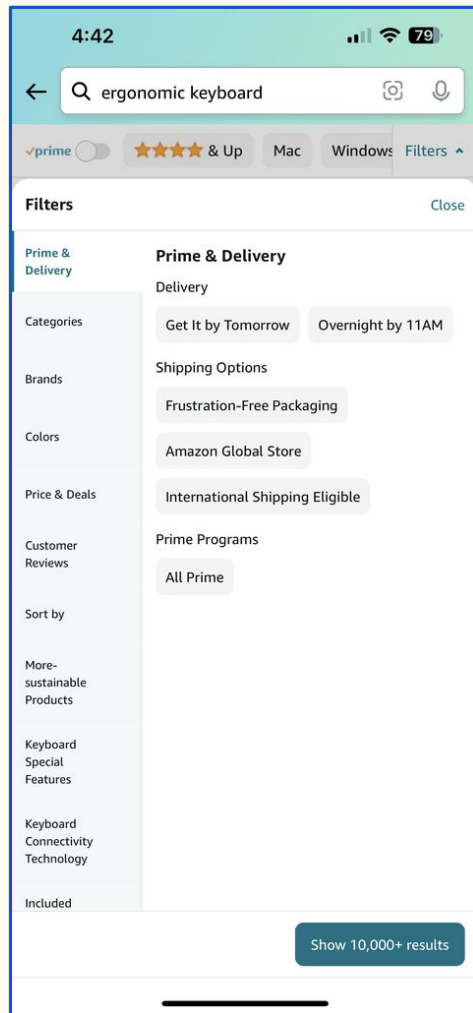 4:42
79
ergonomic keyboard
prime
& Up
Mac
Windows
Filters
Filters
Close
Prime &
Delivery
Categories
Brands
Colors
Price & Deals
Customer
Reviews
Sort by
More-
sustainable
Products
Keyboard
Special
Features
Keyboard
Connectivity
Technology
Included
Prime & Delivery
Delivery
Get It by Tomorrow
Overnight by 11AM
Shipping Options
Frustration-Free Packaging
Amazon Global Store
International Shipping Eligible
Prime Programs
All Prime
Show 10,000+ results